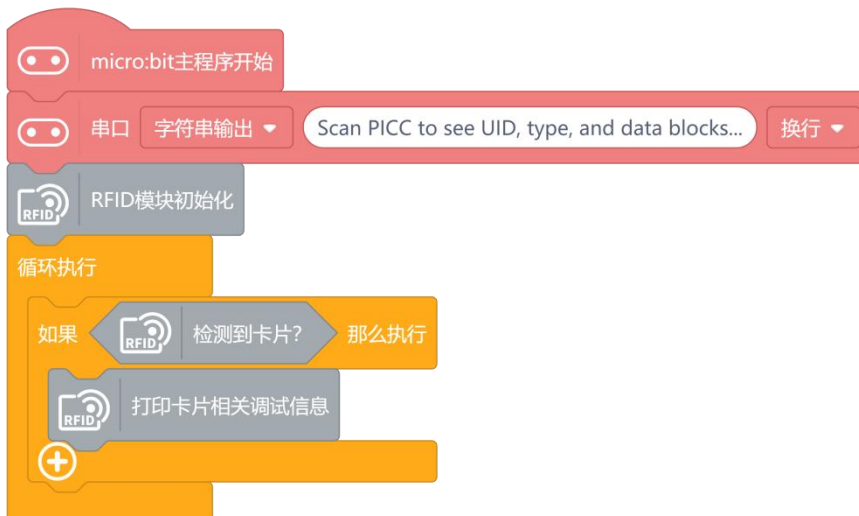 micro:bit主程序开始
串口 字符串输出 Scan PICC to see UID, type, and data blocks... 换行
RFID RFID模块初始化
循环执行
如果 RFID 检测到卡片? 那么执行
RFID 打印卡片相关调试信息